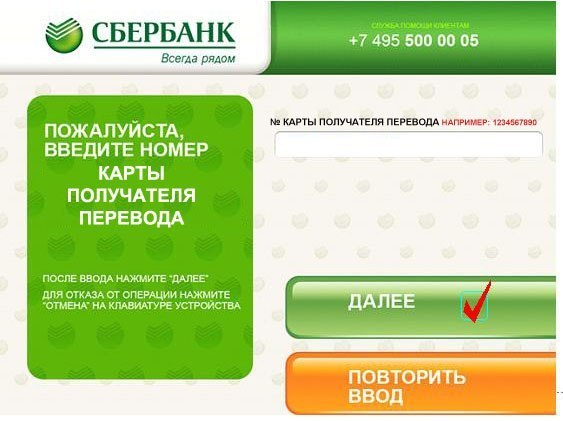 СБЕРБАНК
Всегда рядом
СЛУЖБА ПОМОЩИ КЛИЕНТАМ
+7 495 500 00 05
ПОЖАЛУЙСТА,
ВВЕДИТЕ НОМЕР
КАРТЫ
ПОЛУЧАТЕЛЯ
ПЕРЕВОДА
ПОСЛЕ ВВОДА НАЖМИТЕ "ДАЛЕЕ"
ДЛЯ ОТКАЗА ОТ ОПЕРАЦИИ НАЖМИТЕ
"ОТМЕНА" НА КЛАВИАТУРЕ УСТРОЙСТВА
№ КАРТЫ ПОЛУЧАТЕЛЯ ПЕРЕВОДА НАПРИМЕР: 1234567890
ДАЛЕЕ
ПОВТОРИТЬ
ВВОД